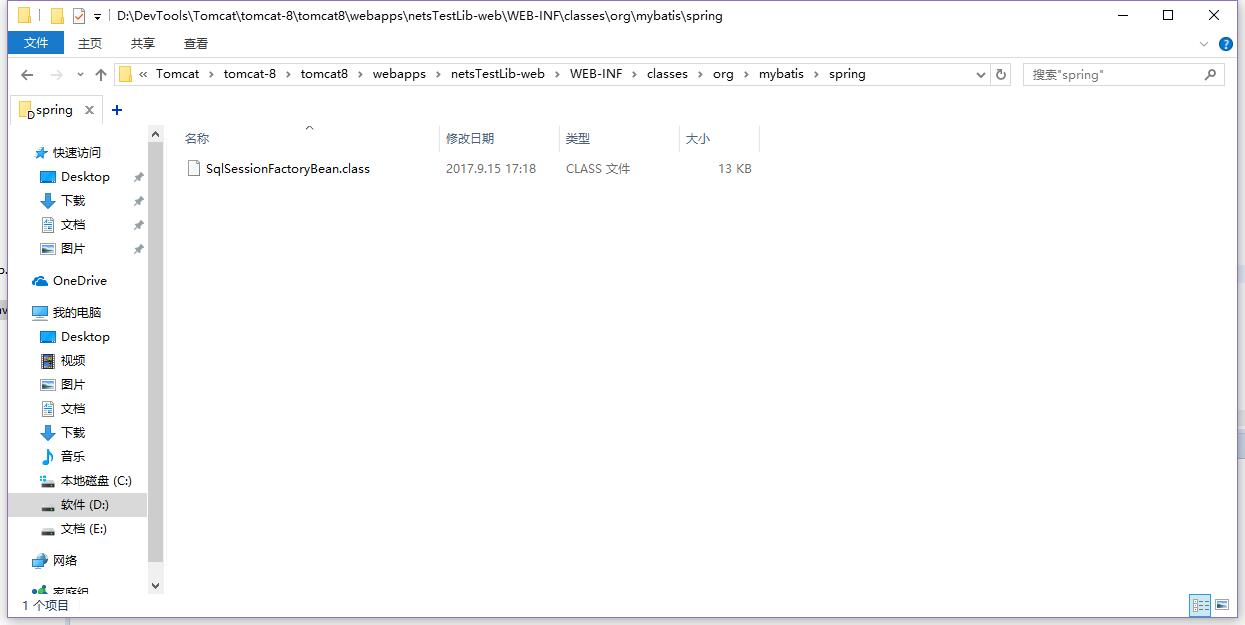 D:\DevTools\Tomcat\tomcat-8\tomcat8\webapps\netsTestLib-web\WEB-INF\classes\org\mybatis\spring
文件 主页 共享 查看
« Tomcat › tomcat-8 › tomcat8 › webapps › netsTestLib-web › WEB-INF › classes › org › mybatis › spring 搜索"spring"
spring
名称 修改日期 类型 大小
SqlSessionFactoryBean.class 2017.9.15 17:18 CLASS 文件 13 KB
快速访问
Desktop
下载
文档
图片
OneDrive
我的电脑
Desktop
视频
图片
文档
下载
音乐
本地磁盘 (C:)
软件 (D:)
文档 (E:)
网络
家庭组
1 个项目